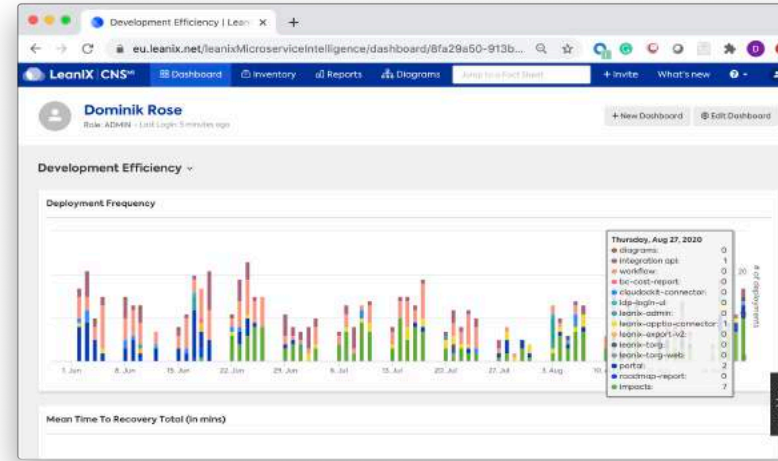 Development Efficiency | Lean
eu.leanix.net/leanixMicroserviceIntelligence/dashboard/8fa29a50-913b...
LeanIX CNS MI Dashboard Inventory Reports Diagrams Jump to a Fact Sheet + Invite What's new
Dominik Rose
Role: ADMIN - Last Login: 5 minutes ago
+ New Dashboard Edit Dashboard
Development Efficiency
Deployment Frequency
Thursday, Aug 27, 2020
diagrams: 0
integration api: 1
workflow: 0
bc-cost-report: 0
cloudockit-connector: 0
idp-login-ui: 0
leanix-admin: 0
leanix-apptio-connector: 1
leanix-export-v2: 0
leanix-torg: 0
leanix-torg-web: 0
portal: 2
roadmap-report: 0
impacts: 7
20
# of deployments
1. Jun 8. Jun 15. Jun 22. Jun 29. Jun 6. Jul 13. Jul 20. Jul 27. Jul 3. Aug 10.
Mean Time To Recovery Total (in mins)